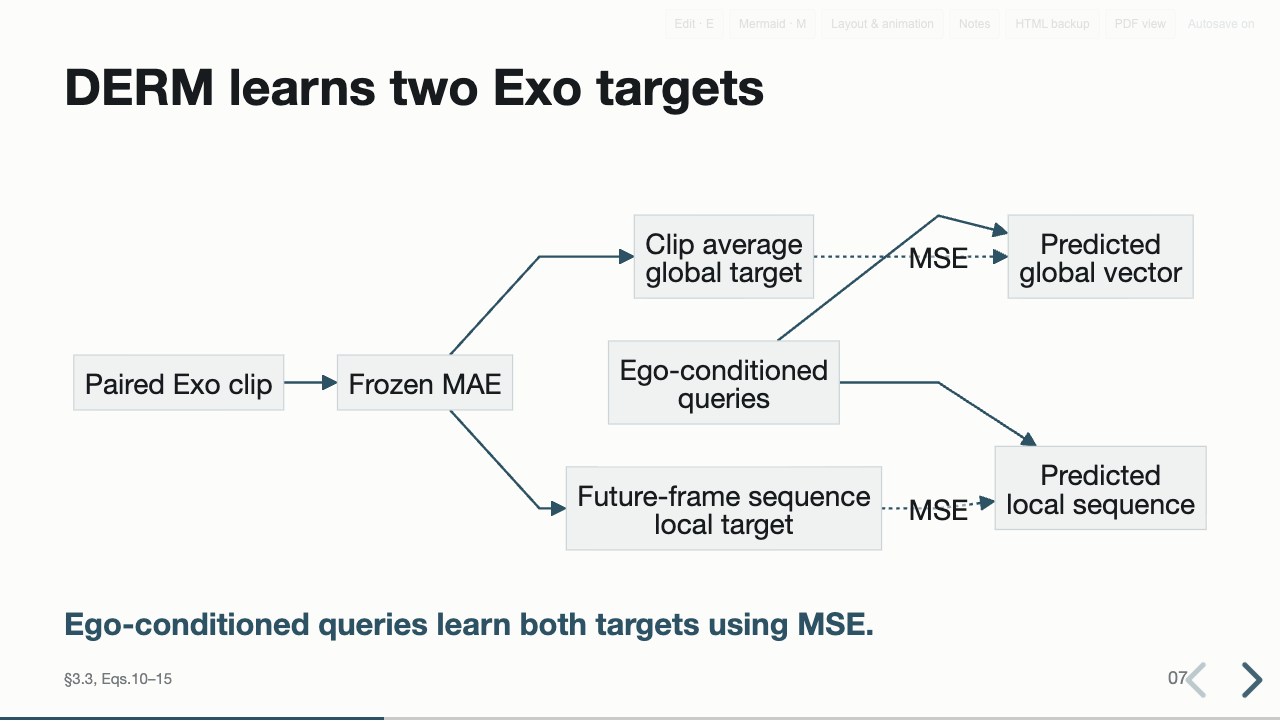 Edit · E
Mermaid · M
Layout & animation
Notes
HTML backup
PDF view
Autosave on
DERM learns two Exo targets
Clip average
global target
MSE
Predicted
global vector
Paired Exo clip
Frozen MAE
Ego-conditioned
queries
Future-frame sequence
local target
MSE
Predicted
local sequence
Ego-conditioned queries learn both targets using MSE.
§3.3, Eqs.10–15
07